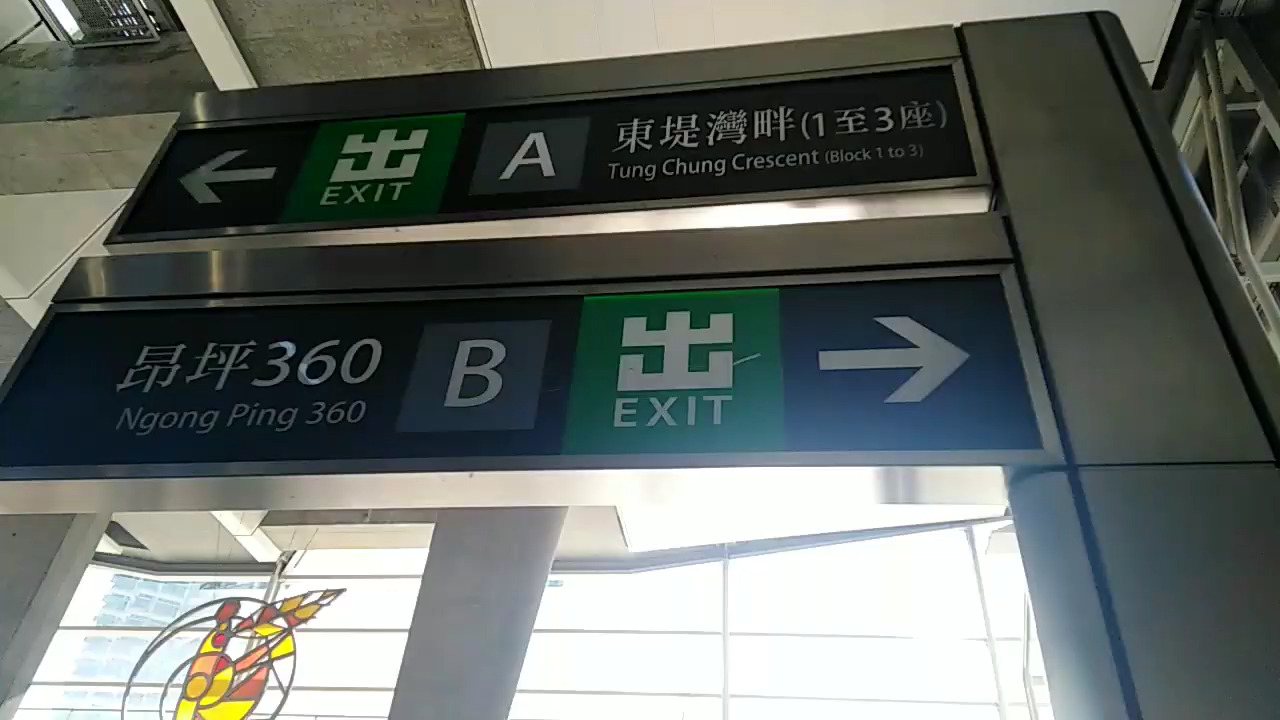 出 EXIT A 東堤灣畔(1至3座)
Tung Chung Crescent (Block 1 to 3)
昂坪360 B 出 EXIT
Ngong Ping 360